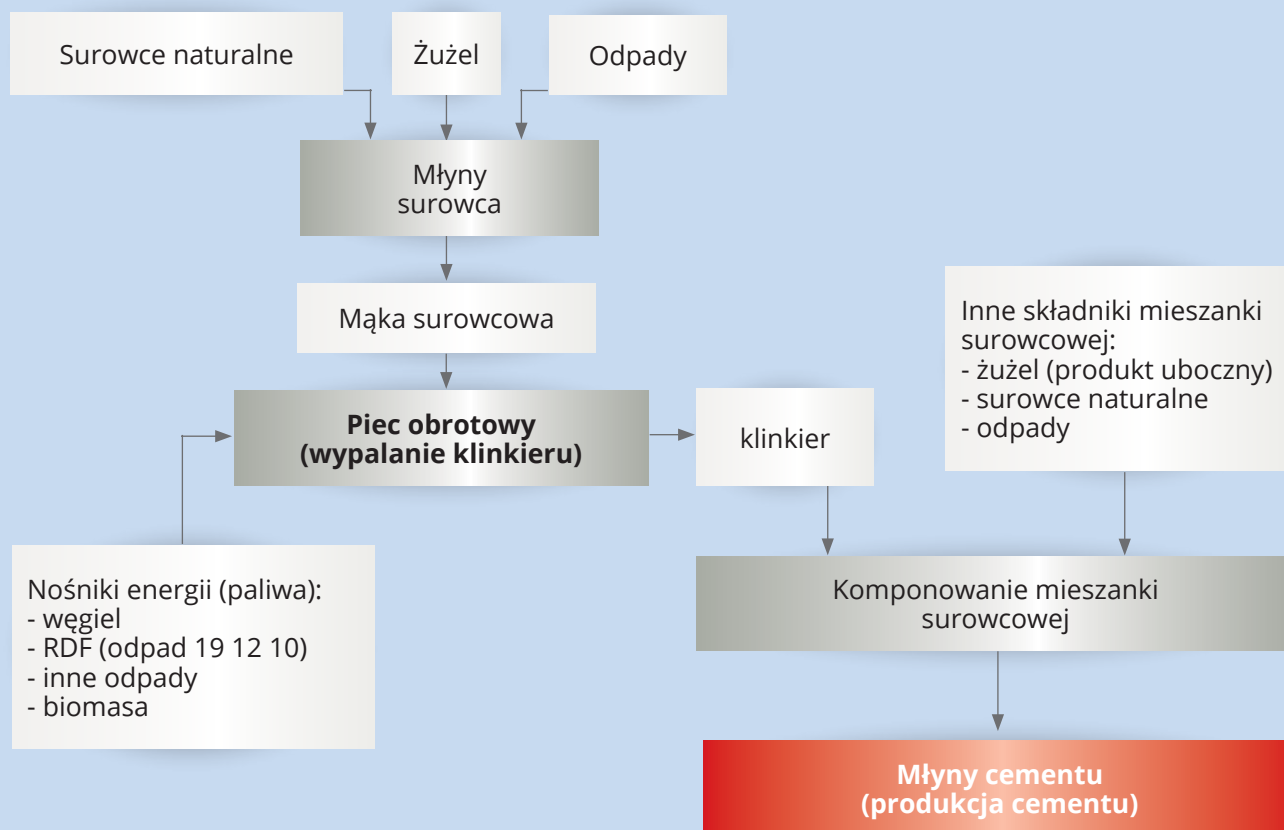 Surowce naturalne
Żużel
Odpady
Młyny
surowca
Mąka surowcowa
Piec obrotowy
(wypalanie klinkieru)
klinkier
Inne składniki mieszanki
surowcowej:
- żużel (produkt uboczny)
- surowce naturalne
- odpady
Nośniki energii (paliwa):
- węgiel
- RDF (odpad 19 12 10)
- inne odpady
- biomasa
Komponowanie mieszanki
surowcowej
Młyny cementu
(produkcja cementu)